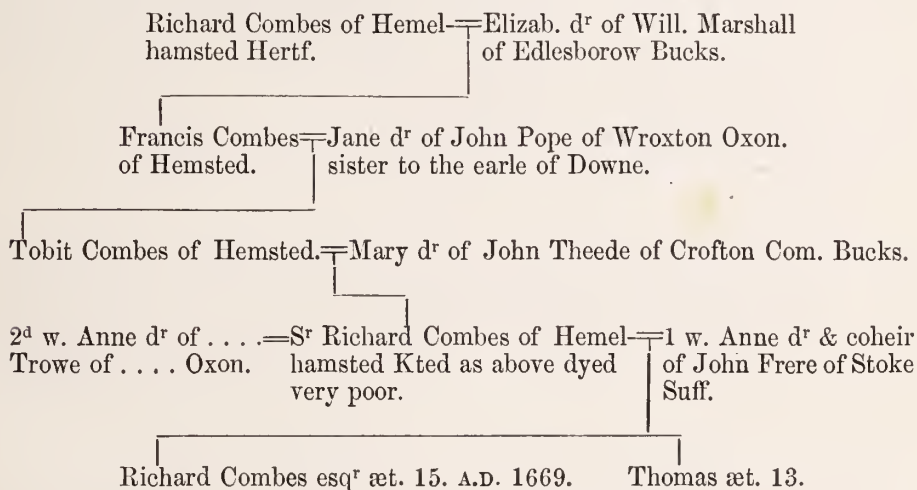 Richard Combes of Hemel-
hamsted Hertf.
Elizab. dʳ of Will. Marshall
of Edlesborow Bucks.
Francis Combes
of Hemsted.
Jane dʳ of John Pope of Wroxton Oxon.
sister to the earle of Downe.
Tobit Combes of Hemsted.
Mary dʳ of John Theede of Crofton Com. Bucks.
2ᵈ w. Anne dʳ of . . . .
Trowe of . . . . Oxon.
Sʳ Richard Combes of Hemel-
hamsted Kted as above dyed
very poor.
1 w. Anne dʳ & coheir
of John Frere of Stoke
Suff.
Richard Combes esqʳ æt. 15. A.D. 1669.
Thomas æt. 13.